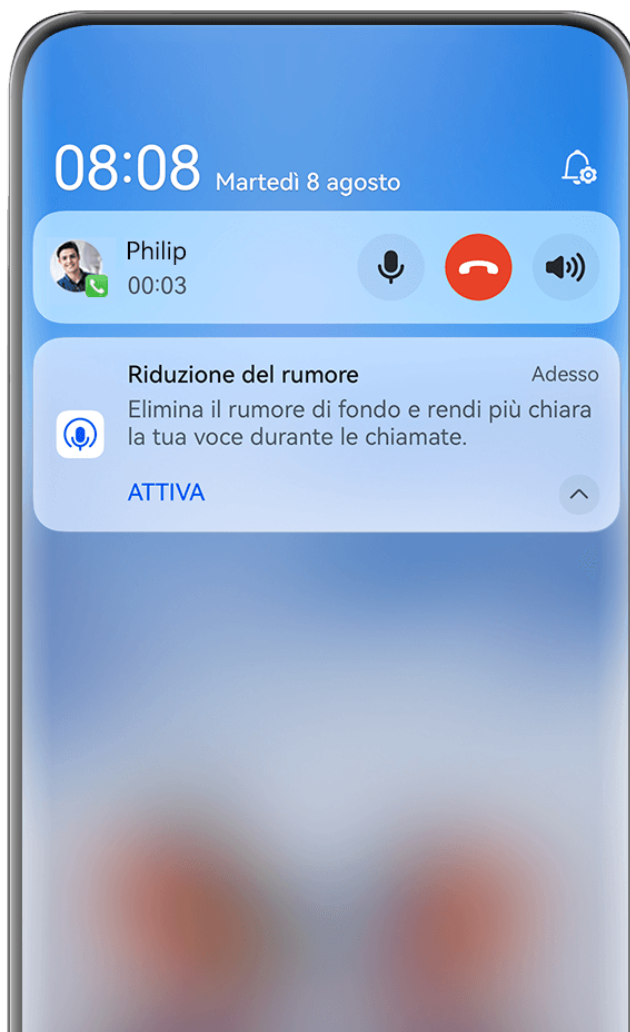 08:08 Martedì 8 agosto
Philip
00:03
Riduzione del rumore Adesso
Elimina il rumore di fondo e rendi più chiara
la tua voce durante le chiamate.
ATTIVA